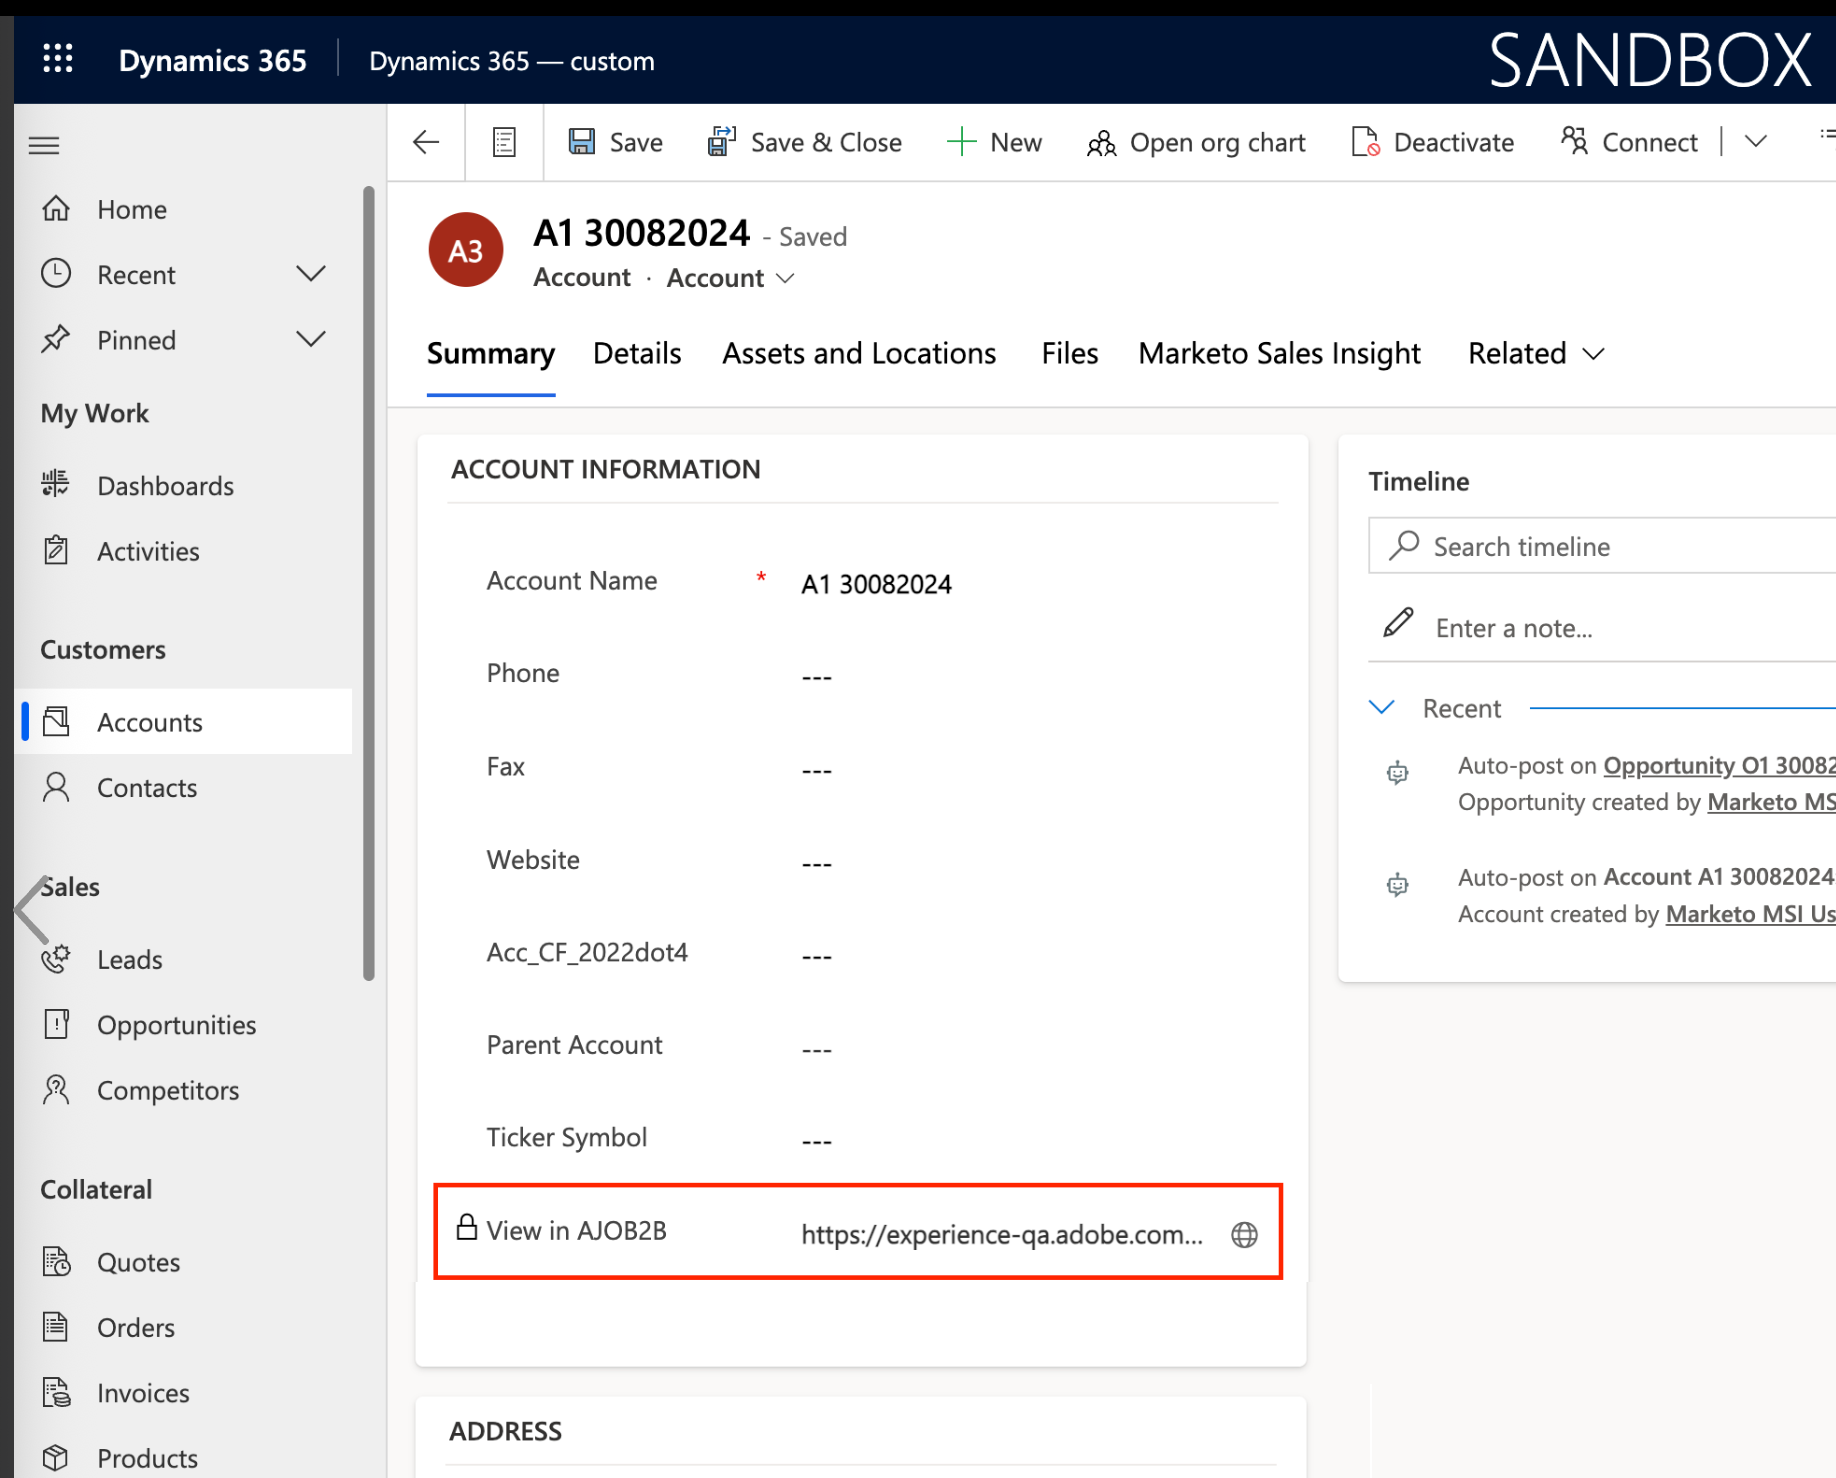 Dynamics 365
Dynamics 365 — custom
SANDBOX
Save
Save & Close
New
Open org chart
Deactivate
Connect
Home
Recent
Pinned
My Work
Dashboards
Activities
Customers
Accounts
Contacts
Sales
Leads
Opportunities
Competitors
Collateral
Quotes
Orders
Invoices
Products
A3
A1 30082024 - Saved
Account · Account
Summary
Details
Assets and Locations
Files
Marketo Sales Insight
Related
ACCOUNT INFORMATION
Account Name * A1 30082024
Phone ---
Fax ---
Website ---
Acc_CF_2022dot4 ---
Parent Account ---
Ticker Symbol ---
View in AJOB2B https://experience-qa.adobe.com...
ADDRESS
Timeline
Search timeline
Enter a note...
Recent
Auto-post on Opportunity O1 30082
Opportunity created by Marketo MS
Auto-post on Account A1 30082024
Account created by Marketo MSI Us